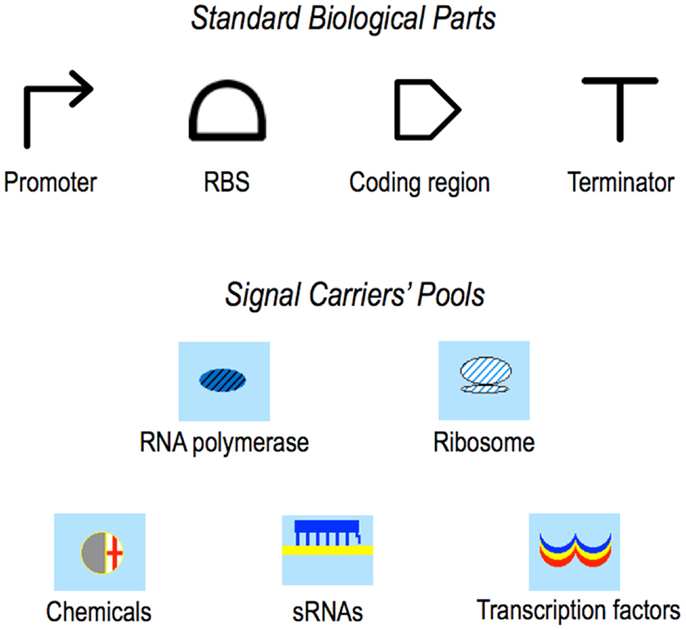 Standard Biological Parts
Promoter RBS Coding region Terminator
Signal Carriers' Pools
RNA polymerase Ribosome
Chemicals sRNAs Transcription factors